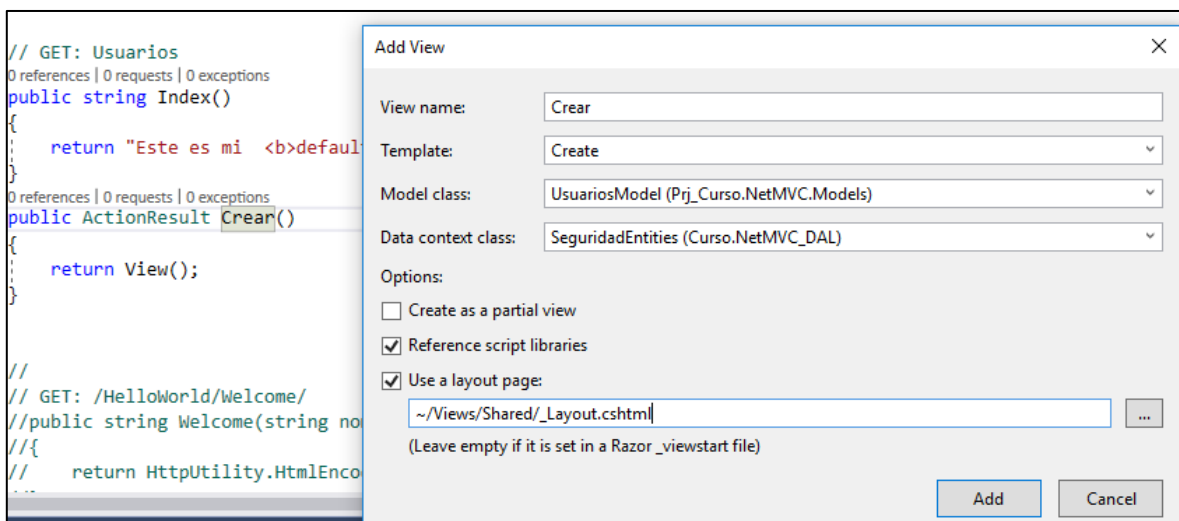 // GET: Usuarios
0 references | 0 requests | 0 exceptions
public string Index()
{
return "Este es mi <b>defaul
}
0 references | 0 requests | 0 exceptions
public ActionResult Crear()
{
return View();
}
//
// GET: /HelloWorld/Welcome/
//public string Welcome(string no
//{
// return HttpUtility.HtmlEnco
Add View
View name: Crear
Template: Create
Model class: UsuariosModel (Prj_Curso.NetMVC.Models)
Data context class: SeguridadEntities (Curso.NetMVC_DAL)
Options:
Create as a partial view
Reference script libraries
Use a layout page:
~/Views/Shared/_Layout.cshtml
...
(Leave empty if it is set in a Razor _viewstart file)
Add Cancel